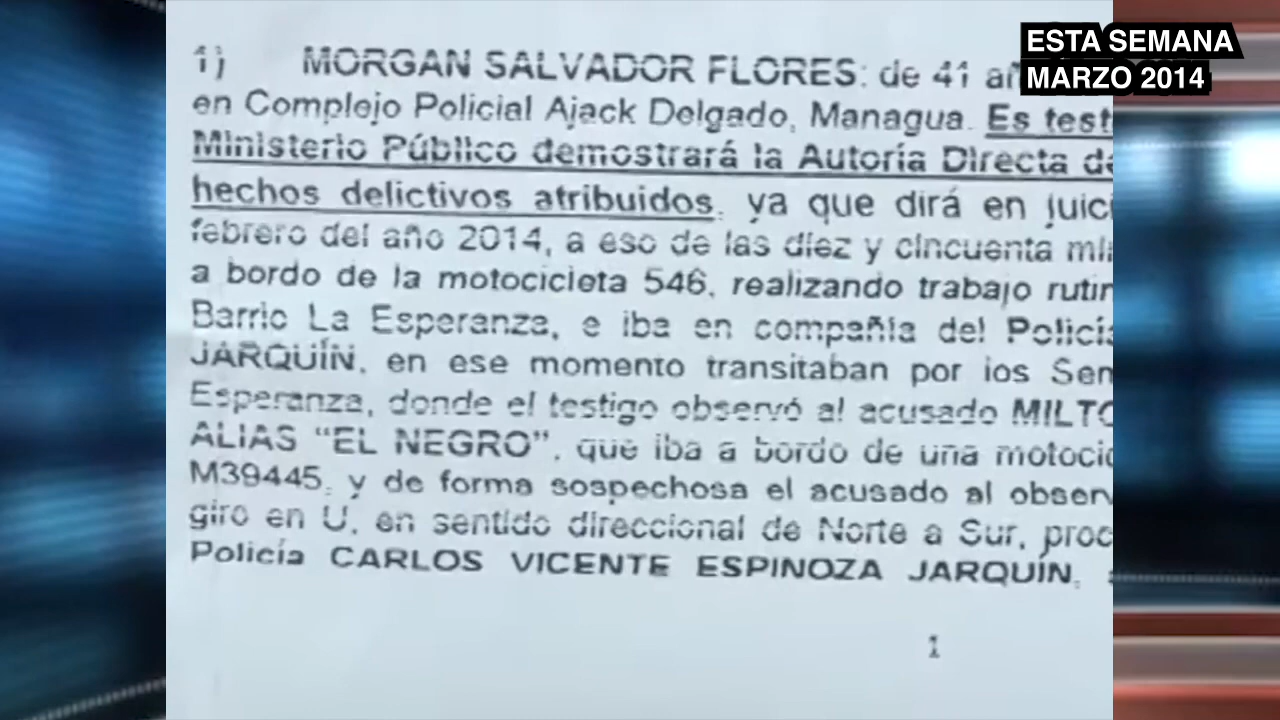 ESTA SEMANA
MARZO 2014
1) MORGAN SALVADOR FLORES: de 41
en Complejo Policial Ajack Delgado, Managua. Es
Ministerio Público demostrará la Autoría Directa
hechos delictivos atribuidos, ya que dirá en
febrero del año 2014, a eso de las diez y cincuenta
a bordo de la motocicleta 546, realizando trabajo
Barrio La Esperanza, e iba en compañía del
JARQUÍN, en ese momento transitaban por los
Esperanza, donde el testigo observó al acusado
ALIAS "EL NEGRO", que iba a bordo de una
M39445, y de forma sospechosa el acusado al
giro en U, en sentido direccional de Norte a Sur,
Policía CARLOS VICENTE ESPINOZA JARQUÍN,
1